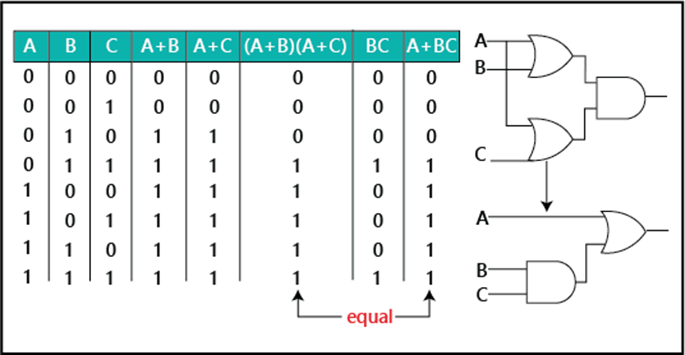 A B C A+B A+C (A+B)(A+C) BC A+BC
0 0 0 0 0 0 0 0
0 0 1 0 0 0 0 0
0 1 0 1 1 0 0 0
0 1 1 1 1 1 1 1
1 0 0 1 1 1 0 1
1 0 1 1 1 1 0 1
1 1 0 1 1 1 0 1
1 1 1 1 1 1 1 1
equal
A
B
C
A
B
C